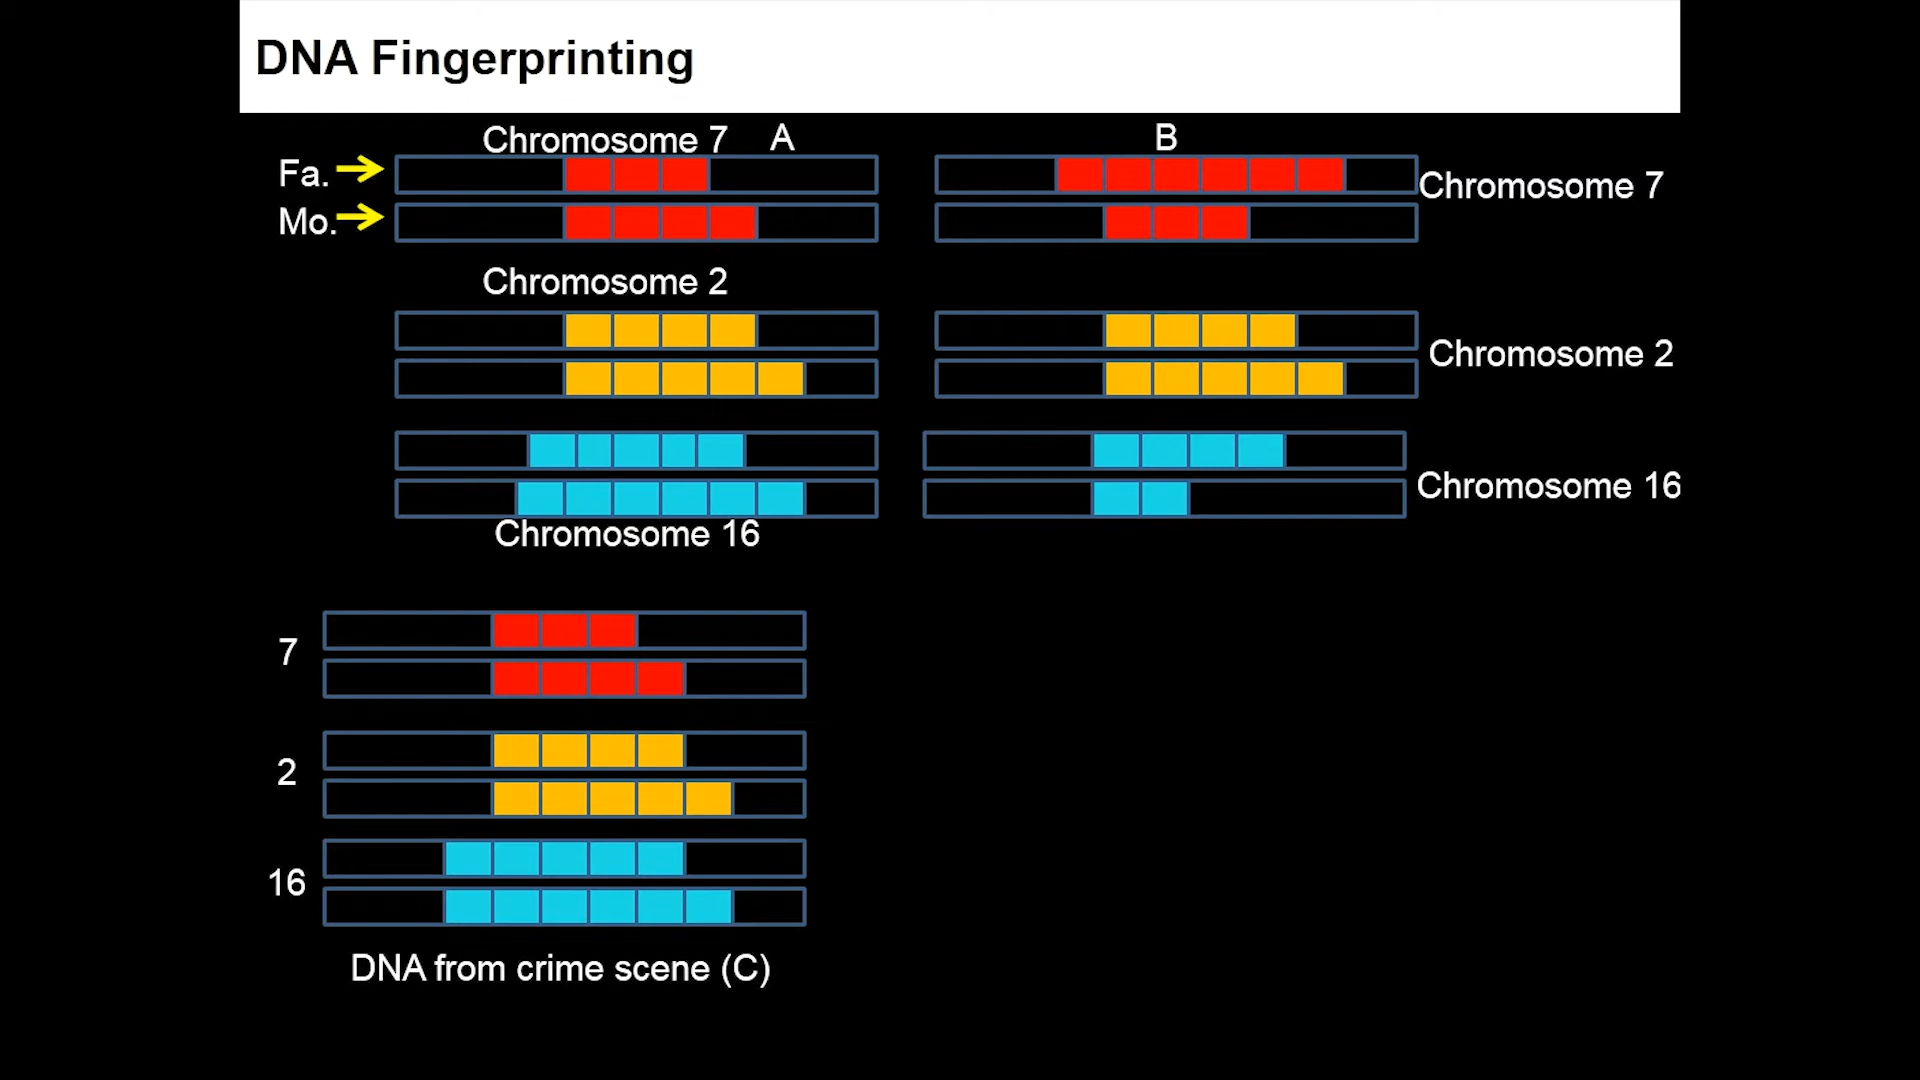 DNA Fingerprinting
Chromosome 7 A
B
Fa.
Chromosome 7
Mo.
Chromosome 2
Chromosome 2
Chromosome 16
Chromosome 16
7
2
16
DNA from crime scene (C)